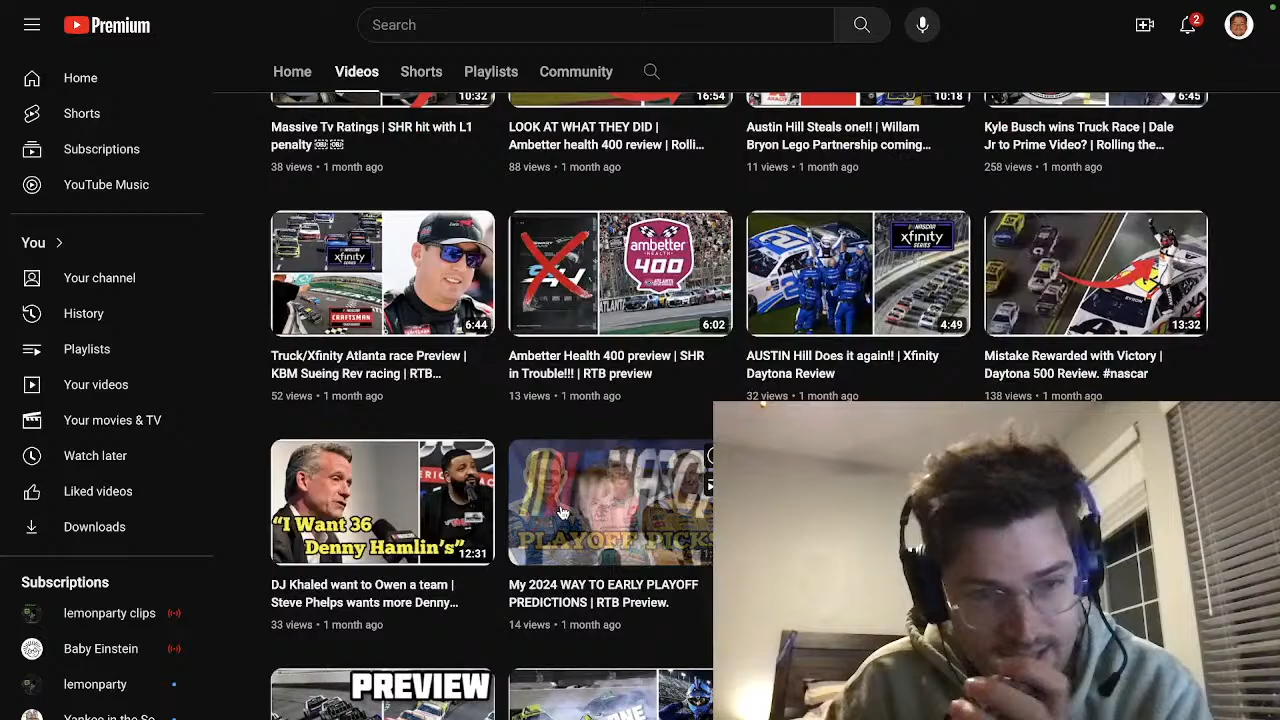 Premium
Search
2
Home
Videos
Shorts
Playlists
Community
Home
Shorts
Subscriptions
YouTube Music
You
Your channel
History
Playlists
Your videos
Your movies & TV
Watch later
Liked videos
Downloads
Subscriptions
lemonparty clips
Baby Einstein
lemonparty
10:32
16:54
10:18
6:45
Massive Tv Ratings | SHR hit with L1
penalty
LOOK AT WHAT THEY DID |
Ambetter health 400 review | Rolli...
Austin Hill Steals one!! | Willam
Bryon Lego Partnership coming...
Kyle Busch wins Truck Race | Dale
Jr to Prime Video? | Rolling the...
38 views • 1 month ago
88 views • 1 month ago
11 views • 1 month ago
258 views • 1 month ago
xfinity
CRAFTSMAN
6:44
ambetter
HEALTH
400
ATLANTA
6:02
NASCAR
xfinity
SERIES
4:49
13:32
Truck/Xfinity Atlanta race Preview |
KBM Sueing Rev racing | RTB...
Ambetter Health 400 preview | SHR
in Trouble!!! | RTB preview
AUSTIN Hill Does it again!! | Xfinity
Daytona Review
Mistake Rewarded with Victory |
Daytona 500 Review. #nascar
52 views • 1 month ago
13 views • 1 month ago
32 views • 1 month ago
138 views • 1 month ago
"I Want 36
Denny Hamlin's"
12:31
NASCA
PLAYOFF PICKS
DJ Khaled want to Owen a team |
Steve Phelps wants more Denny...
My 2024 WAY TO EARLY PLAYOFF
PREDICTIONS | RTB Preview.
33 views • 1 month ago
14 views • 1 month ago
PREVIEW